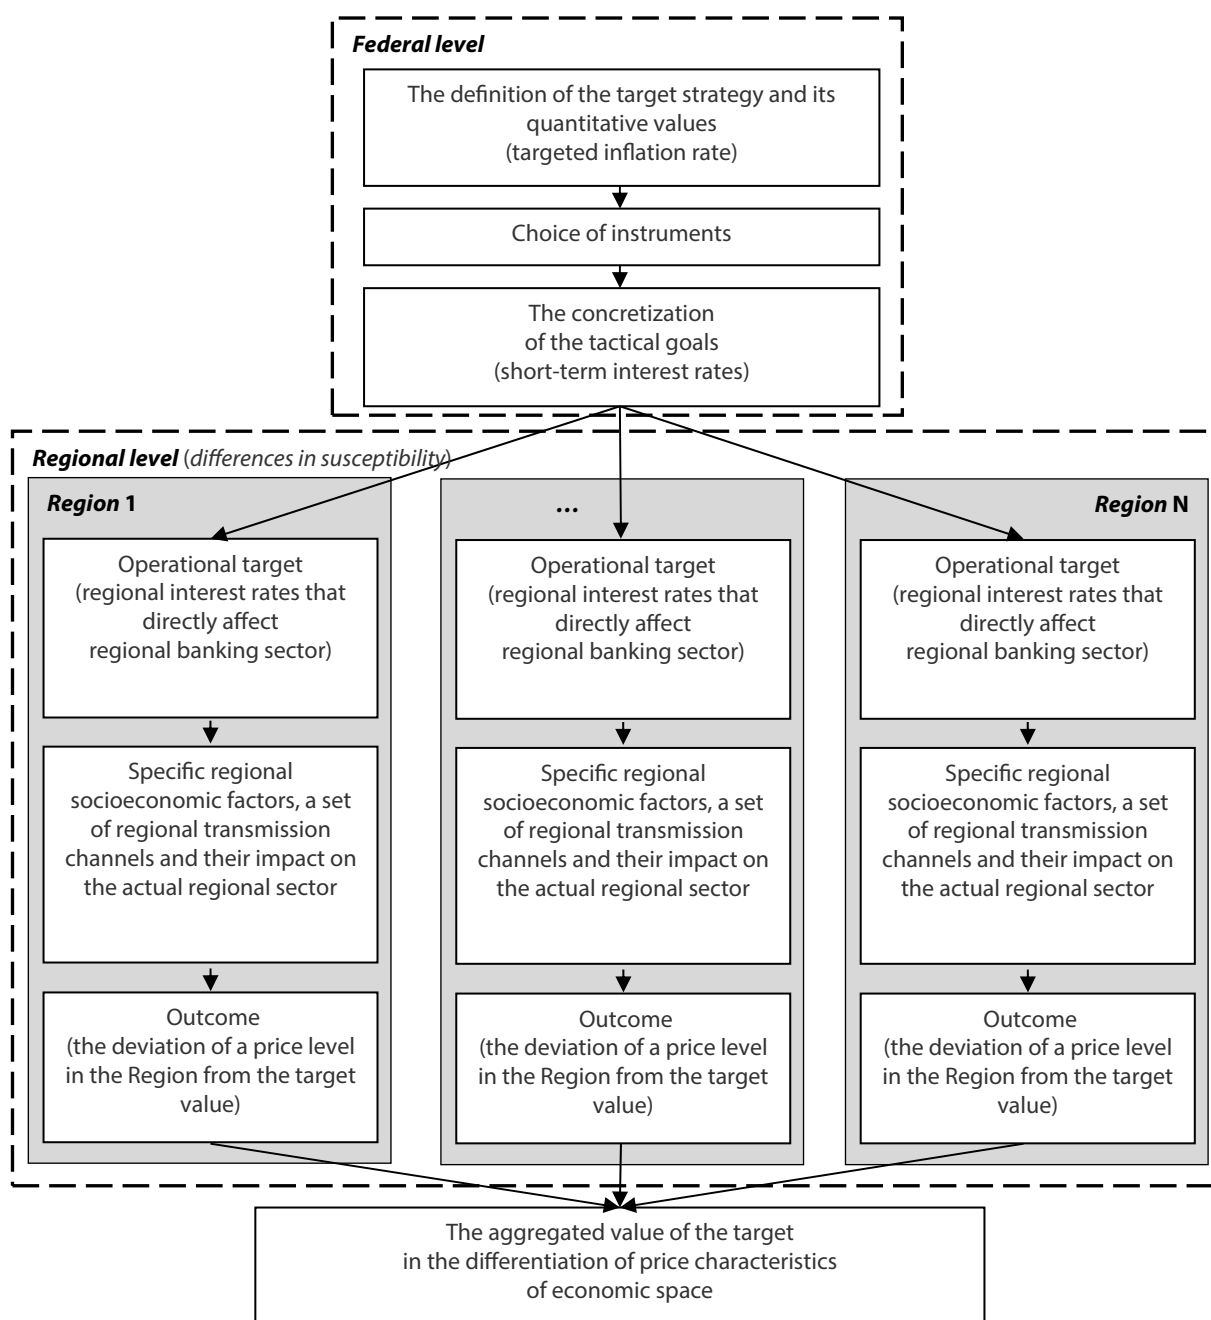 Federal level
The definition of the target strategy and its
quantitative values
(targeted inflation rate)
Choice of instruments
The concretization
of the tactical goals
(short-term interest rates)
Regional level (differences in susceptibility)
Region 1
Operational target
(regional interest rates that
directly affect
regional banking sector)
Specific regional
socioeconomic factors, a set
of regional transmission
channels and their impact on
the actual regional sector
Outcome
(the deviation of a price level
in the Region from the target
value)
...
Operational target
(regional interest rates that
directly affect
regional banking sector)
Specific regional
socioeconomic factors, a set
of regional transmission
channels and their impact on
the actual regional sector
Outcome
(the deviation of a price level
in the Region from the target
value)
Region N
Operational target
(regional interest rates that
directly affect
regional banking sector)
Specific regional
socioeconomic factors, a set
of regional transmission
channels and their impact on
the actual regional sector
Outcome
(the deviation of a price level
in the Region from the target
value)
The aggregated value of the target
in the differentiation of price characteristics
of economic space